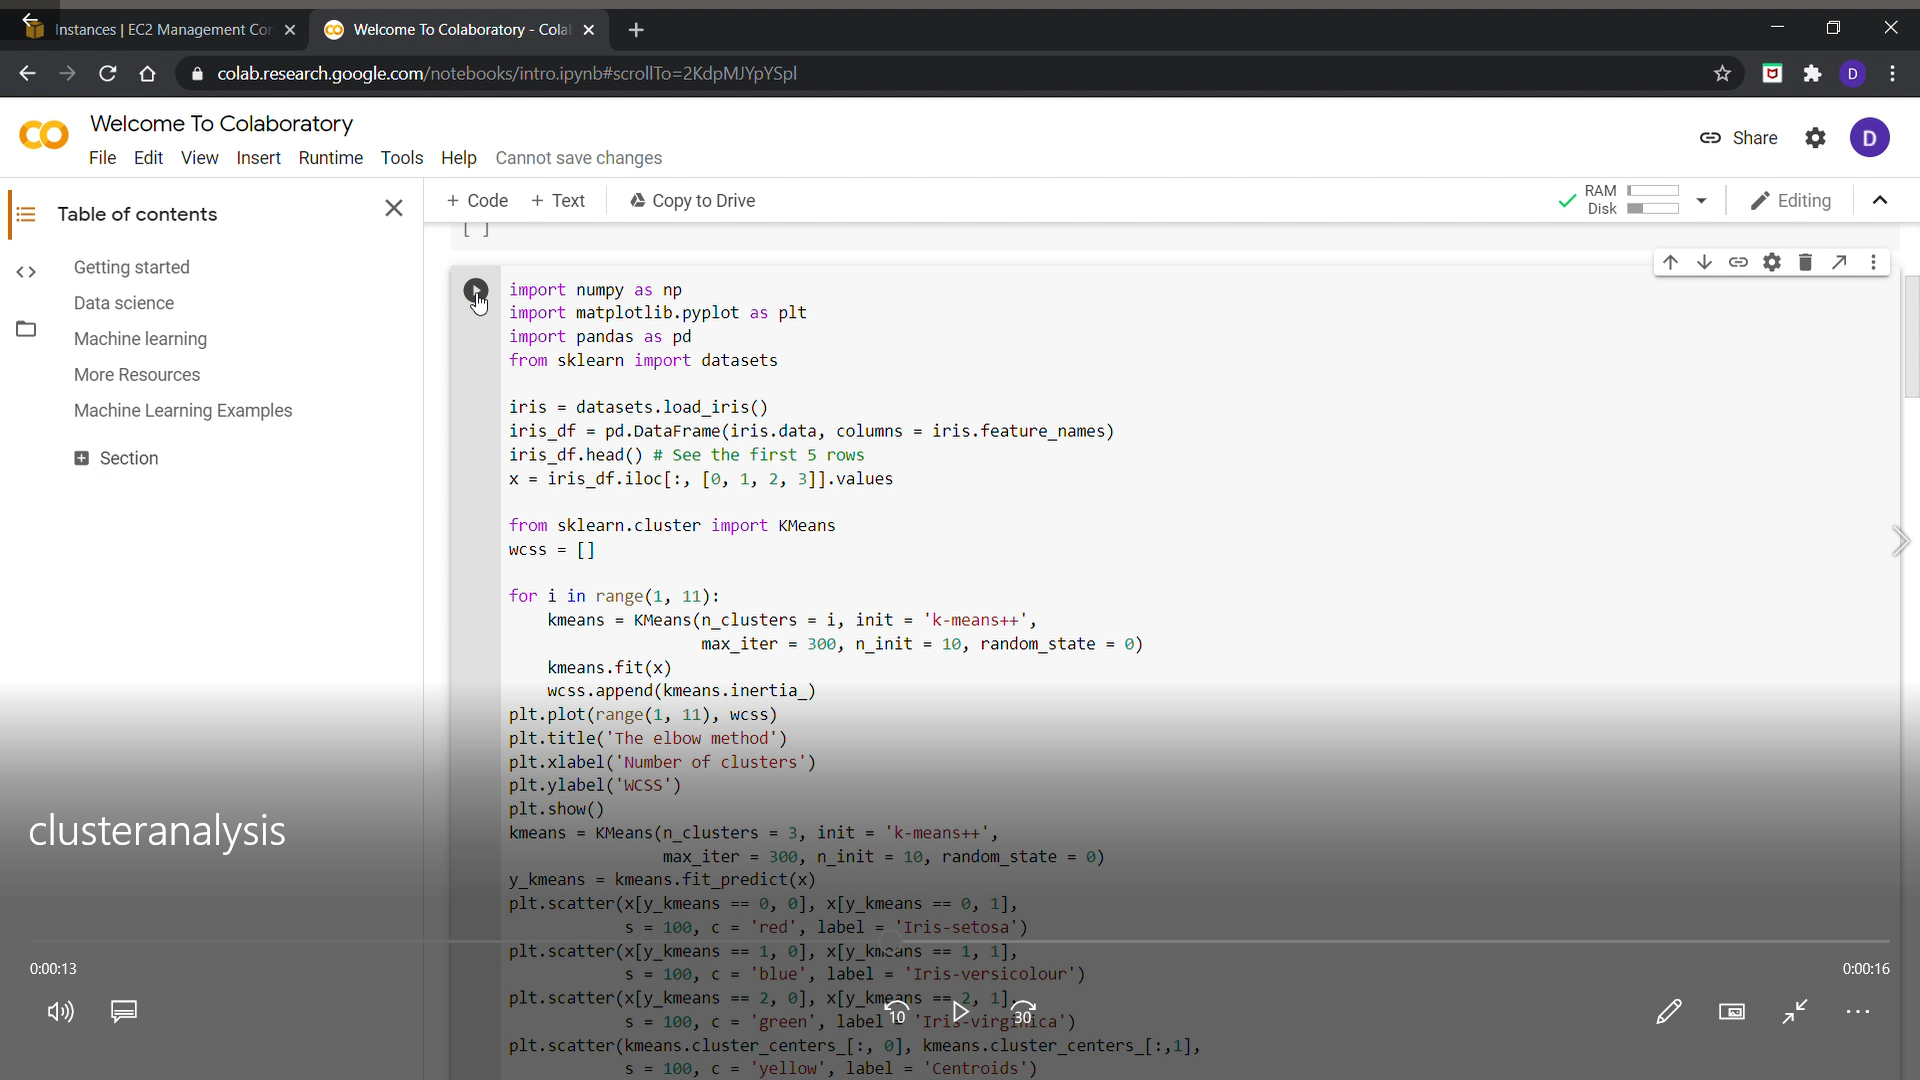 Instances | EC2 Management Con
Welcome To Colaboratory - Colab
colab.research.google.com/notebooks/intro.ipynb#scrollTo=2KdpMJYpYSpl
D
Welcome To Colaboratory
File Edit View Insert Runtime Tools Help Cannot save changes
Share
D
Table of contents
+ Code + Text Copy to Drive
RAM
Disk
Editing
Getting started
Data science
Machine learning
More Resources
Machine Learning Examples
Section
[ ]
import numpy as np
import matplotlib.pyplot as plt
import pandas as pd
from sklearn import datasets
iris = datasets.load_iris()
iris_df = pd.DataFrame(iris.data, columns = iris.feature_names)
iris_df.head() # See the first 5 rows
x = iris_df.iloc[:, [0, 1, 2, 3]].values
from sklearn.cluster import KMeans
wcss = []
for i in range(1, 11):
kmeans = KMeans(n_clusters = i, init = 'k-means++',
max_iter = 300, n_init = 10, random_state = 0)
kmeans.fit(x)
wcss.append(kmeans.inertia_)
plt.plot(range(1, 11), wcss)
plt.title('The elbow method')
plt.xlabel('Number of clusters')
plt.ylabel('WCSS')
plt.show()
kmeans = KMeans(n_clusters = 3, init = 'k-means++',
max_iter = 300, n_init = 10, random_state = 0)
y_kmeans = kmeans.fit_predict(x)
plt.scatter(x[y_kmeans == 0, 0], x[y_kmeans == 0, 1],
s = 100, c = 'red', label = 'Iris-setosa')
plt.scatter(x[y_kmeans == 1, 0], x[y_kmeans == 1, 1],
s = 100, c = 'blue', label = 'Iris-versicolour')
plt.scatter(x[y_kmeans == 2, 0], x[y_kmeans == 2, 1],
s = 100, c = 'green', label = 'Iris-virginica')
plt.scatter(kmeans.cluster_centers_[:, 0], kmeans.cluster_centers_[:,1],
s = 100, c = 'yellow', label = 'Centroids')
clusteranalysis
0:00:13
0:00:16
10
30